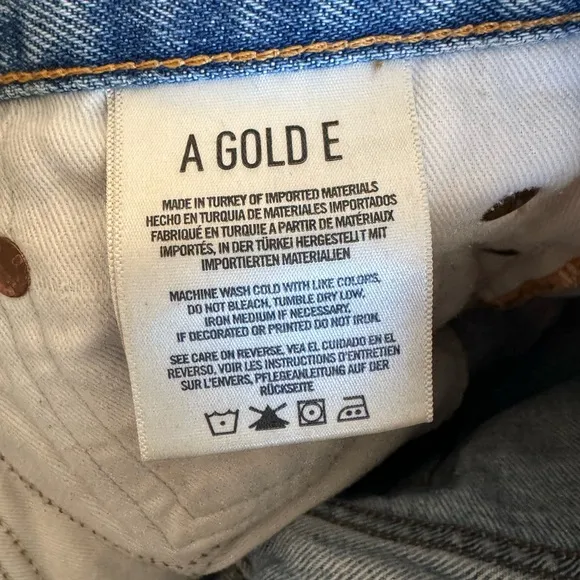 A GOLD E
MADE IN TURKEY OF IMPORTED MATERIALS
HECHO EN TURQUIA DE MATERIALES IMPORTADOS
FABRIQUÉ EN TURQUIE A PARTIR DE MATÉRIAUX
IMPORTÉS, IN DER TÜRKEI HERGESTELLT MIT
IMPORTIERTEN MATERIALIEN
MACHINE WASH COLD WITH LIKE COLORS,
DO NOT BLEACH, TUMBLE DRY LOW,
IRON MEDIUM IF NECESSARY.
IF DECORATED OR PRINTED DO NOT IRON.
SEE CARE ON REVERSE, VEA EL CUIDADO EN EL
REVERSO, VOIR LES INSTRUCTIONS D'ENTRETIEN
SUR L'ENVERS, PFLEGEANLEITUNG AUF DER
RÜCKSEITE